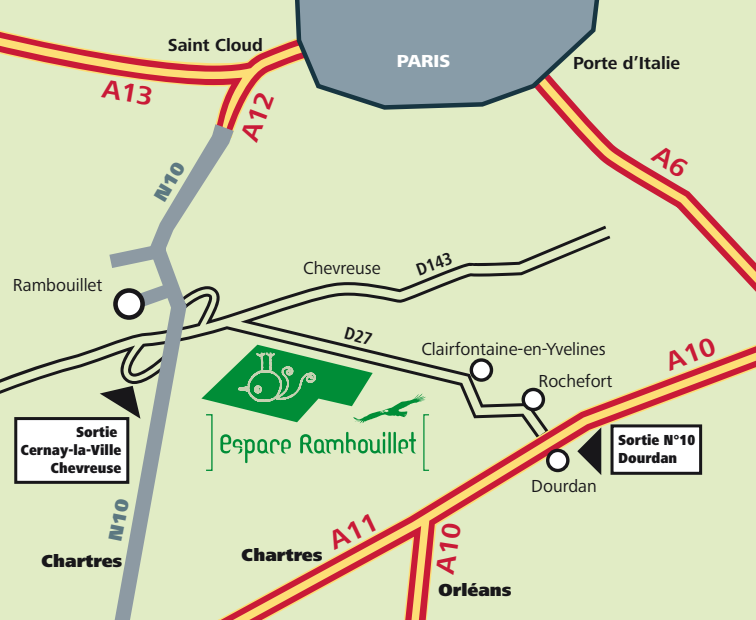 Saint Cloud
PARIS
Porte d'Italie
A13
A12
A6
N10
Chevreuse
D143
Rambouillet
D27
Clairfontaine-en-Yvelines
A10
Rochefort
Sortie
Cernay-la-Ville
Chevreuse
Espace Rambouillet
Sortie N°10
Dourdan
Dourdan
N10
A11
A10
Chartres
Chartres
Orléans